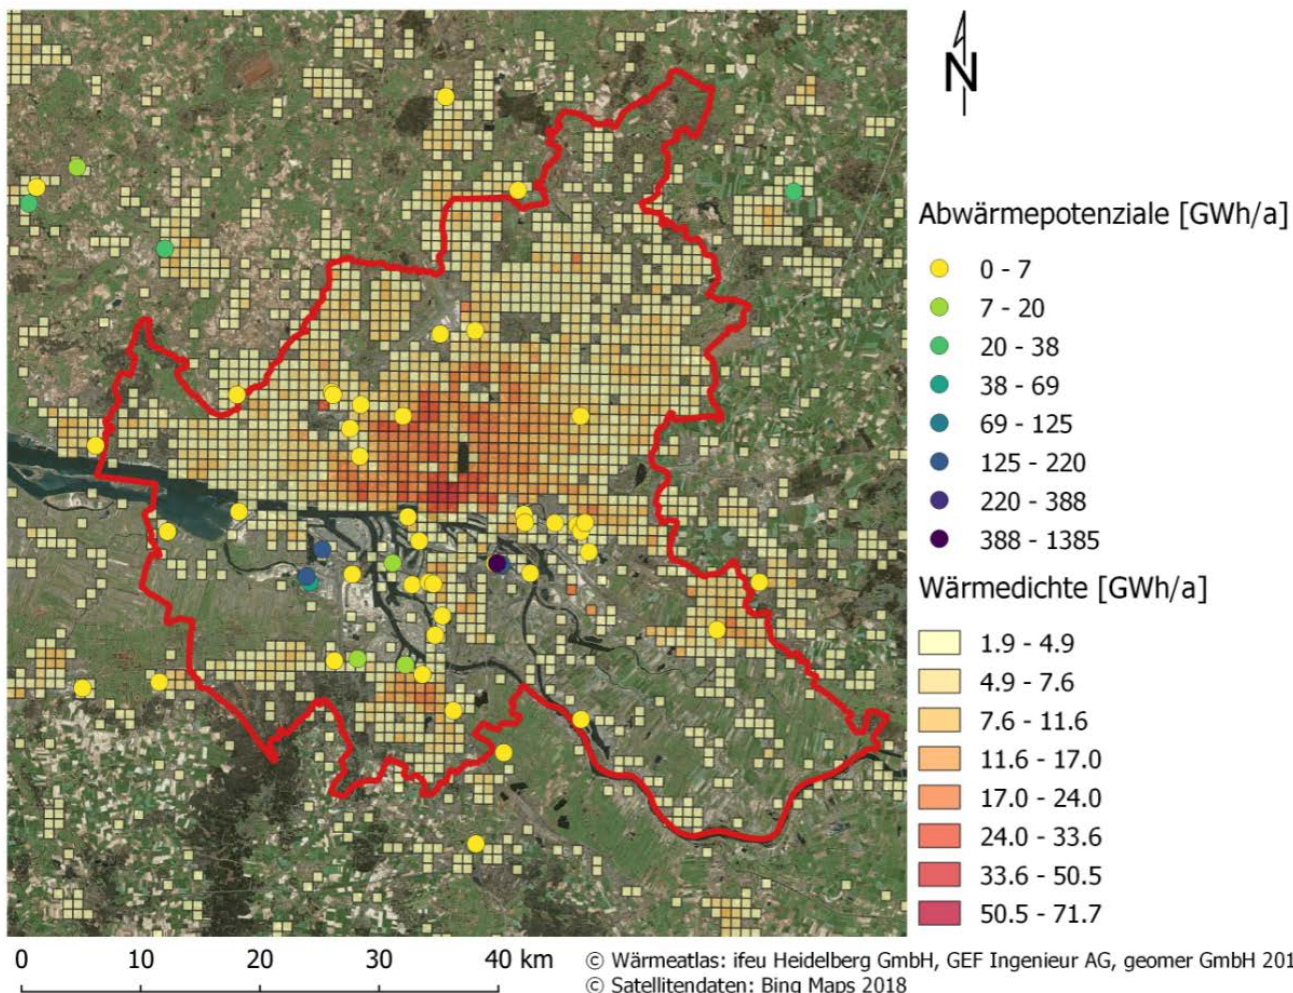 N
Abwärmepotenziale [GWh/a]
0 - 7
7 - 20
20 - 38
38 - 69
69 - 125
125 - 220
220 - 388
388 - 1385
Wärmedichte [GWh/a]
1.9 - 4.9
4.9 - 7.6
7.6 - 11.6
11.6 - 17.0
17.0 - 24.0
24.0 - 33.6
33.6 - 50.5
50.5 - 71.7
0 10 20 30 40 km
© Wärmeatlas: ifeu Heidelberg GmbH, GEF Ingenieur AG, geomer GmbH 201
© Satellitendaten: Bing Maps 2018